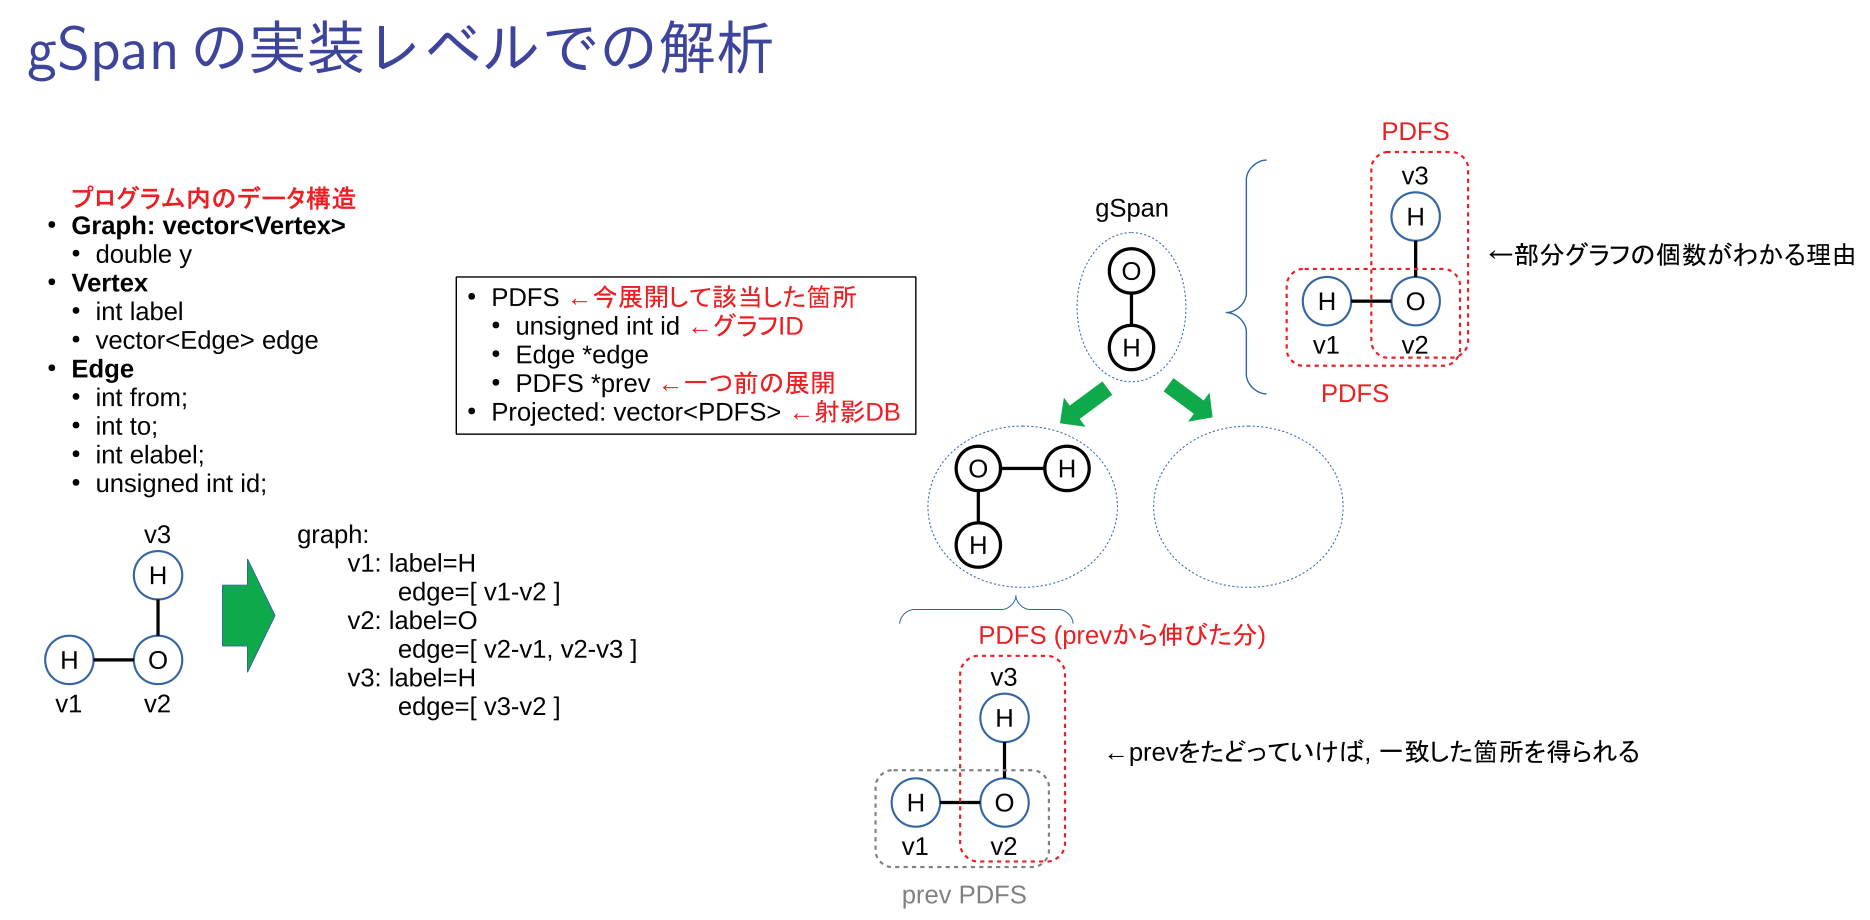 gSpan の実装レベルでの解析
プログラム内のデータ構造
• Graph: vector<Vertex>
• double y
• Vertex
• int label
• vector<Edge> edge
• Edge
• int from;
• int to;
• int elabel;
• unsigned int id;
v3
H
H
O
v1
v2
graph:
v1: label=H
edge=[ v1-v2 ]
v2: label=O
edge=[ v2-v1, v2-v3 ]
v3: label=H
edge=[ v3-v2 ]
• PDFS ←今展開して該当した箇所
• unsigned int id ←グラフID
• Edge *edge
• PDFS *prev ←一つ前の展開
• Projected: vector<PDFS> ←射影DB
gSpan
O
H
O
H
H
PDFS
v3
H
H
O
v1
v2
PDFS
←部分グラフの個数がわかる理由
PDFS (prevから伸びた分)
v3
H
H
O
v1
v2
prev PDFS
←prevをたどっていけば, 一致した箇所を得られる